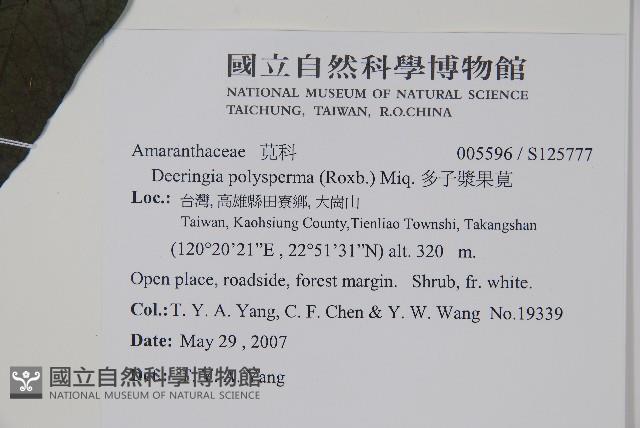 國立自然科學博物館
NATIONAL MUSEUM OF NATURAL SCIENCE
TAICHUNG, TAIWAN, R.O.CHINA
Amaranthaceae 莧科 005596 / S125777
Deeringia polysperma (Roxb.) Miq. 多子漿果莧
Loc.: 台灣, 高雄縣田寮鄉, 大崗山
Taiwan, Kaohsiung County,Tienliao Townshi, Takangshan
(120°20'21”E , 22°51'31”N) alt. 320 m.
Open place, roadside, forest margin. Shrub, fr. white.
Col.: T. Y. A. Yang, C. F. Chen & Y. W. Wang No.19339
Date: May 29 , 2007
Yang
國立自然科學博物館
NATIONAL MUSEUM OF NATURAL SCIENCE